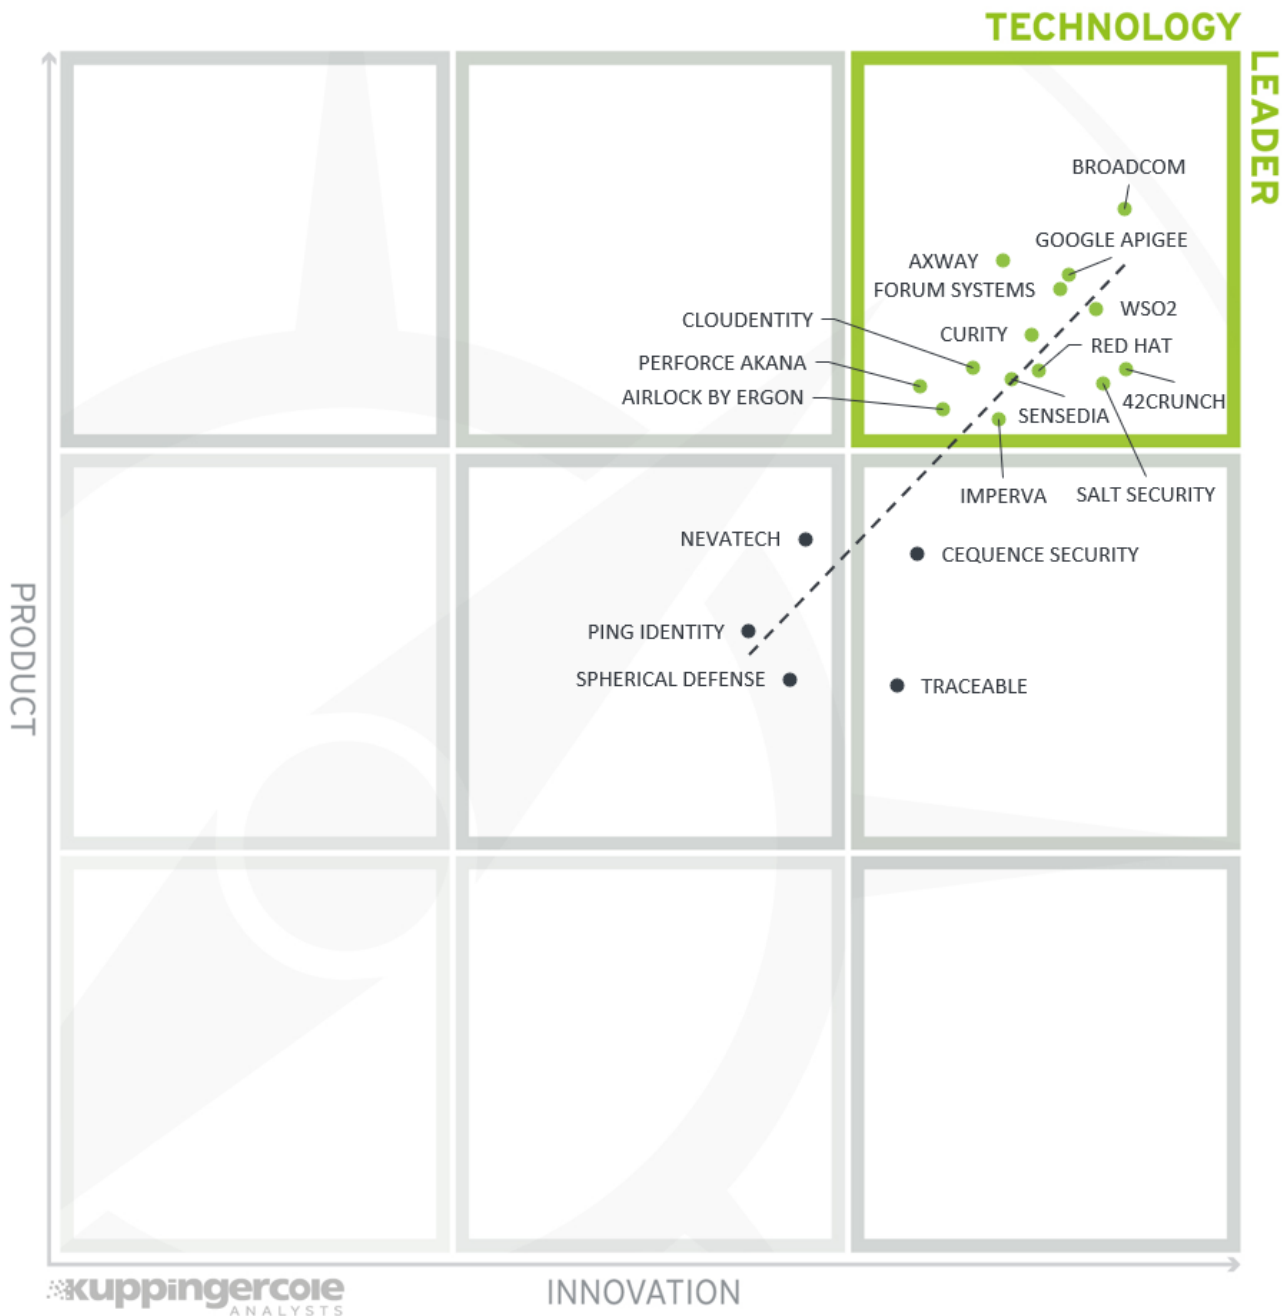 TECHNOLOGY
LEADER
BROADCOM
GOOGLE APIGEE
AXWAY
FORUM SYSTEMS
WSO2
CLOUDENTITY
CURITY
RED HAT
PERFORCE AKANA
AIRLOCK BY ERGON
42CRUNCH
SENSEDIA
IMPERVA
SALT SECURITY
NEVATECH
CEQUENCE SECURITY
PING IDENTITY
SPHERICAL DEFENSE
TRACEABLE
PRODUCT
INNOVATION
kuppingercole
ANALYSTS